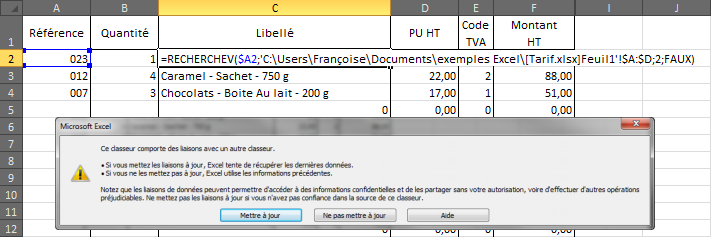 A B C D E F G H I J
1 Référence Quantité Libellé PU HT Code TVA Montant HT
2 023 1 =RECHERCHEV($A2;'C:\Users\Françoise\Documents\exemples Excel\[Tarif.xlsx]Feuil1'!$A:$D;2;FAUX)
3 012 4 Caramel - Sachet - 750 g 22,00 2 88,00
4 007 3 Chocolats - Boite Au lait - 200 g 17,00 1 51,00
5 0 0,00 0 0,00
6
Microsoft Excel
7
Ce classeur comporte des liaisons avec un autre classeur.
8
• Si vous mettez les liaisons à jour, Excel tente de récupérer les dernières données.
• Si vous ne les mettez pas à jour, Excel utilise les informations précédentes.
9
Notez que les liaisons de données peuvent permettre d'accéder à des informations confidentielles et de les partager sans votre autorisation, voire d'effectuer d'autres opérations
10
préjudiciables. Ne mettez pas les liaisons à jour si vous n'avez pas confiance dans la source de ce classeur.
11
Mettre à jour Ne pas mettre à jour Aide
12 0 0,00 0 0,00